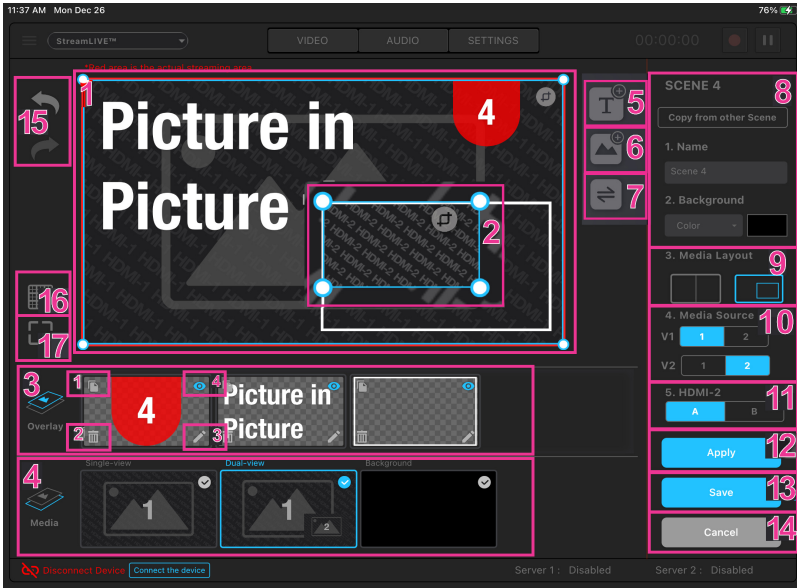 11:37 AM Mon Dec 26
76%
StreamLIVE™
VIDEO
AUDIO
SETTINGS
00:00:00
*Red area is the actual streaming area
1
Picture in
Picture
4
HDMI-1
HDMI-2
2
15
16
17
T
5
6
7
SCENE 4
8
Copy from other Scene
1. Name
Scene 4
2. Background
Color
3. Media Layout
9
4. Media Source
10
V1 1 2
V2 1 2
5. HDMI-2
11
A B
Apply
12
Save
13
Cancel
14
3
Overlay
1
4
4
2
3
Picture in
Picture
4
Media
Single-view
Dual-view
Background
1
1
2
Disconnect Device
Connect the device
Server 1 : Disabled
Server 2 : Disabled